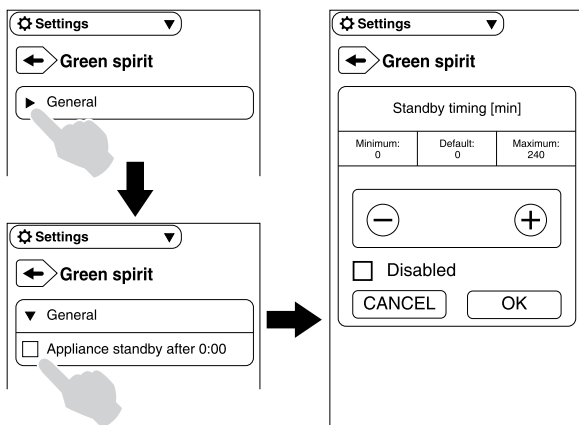 Settings
Green spirit
General
Settings
Green spirit
General
Appliance standby after 0:00
Settings
Green spirit
Standby timing [min]
Minimum: Default: Maximum:
0 0 240
Disabled
CANCEL OK